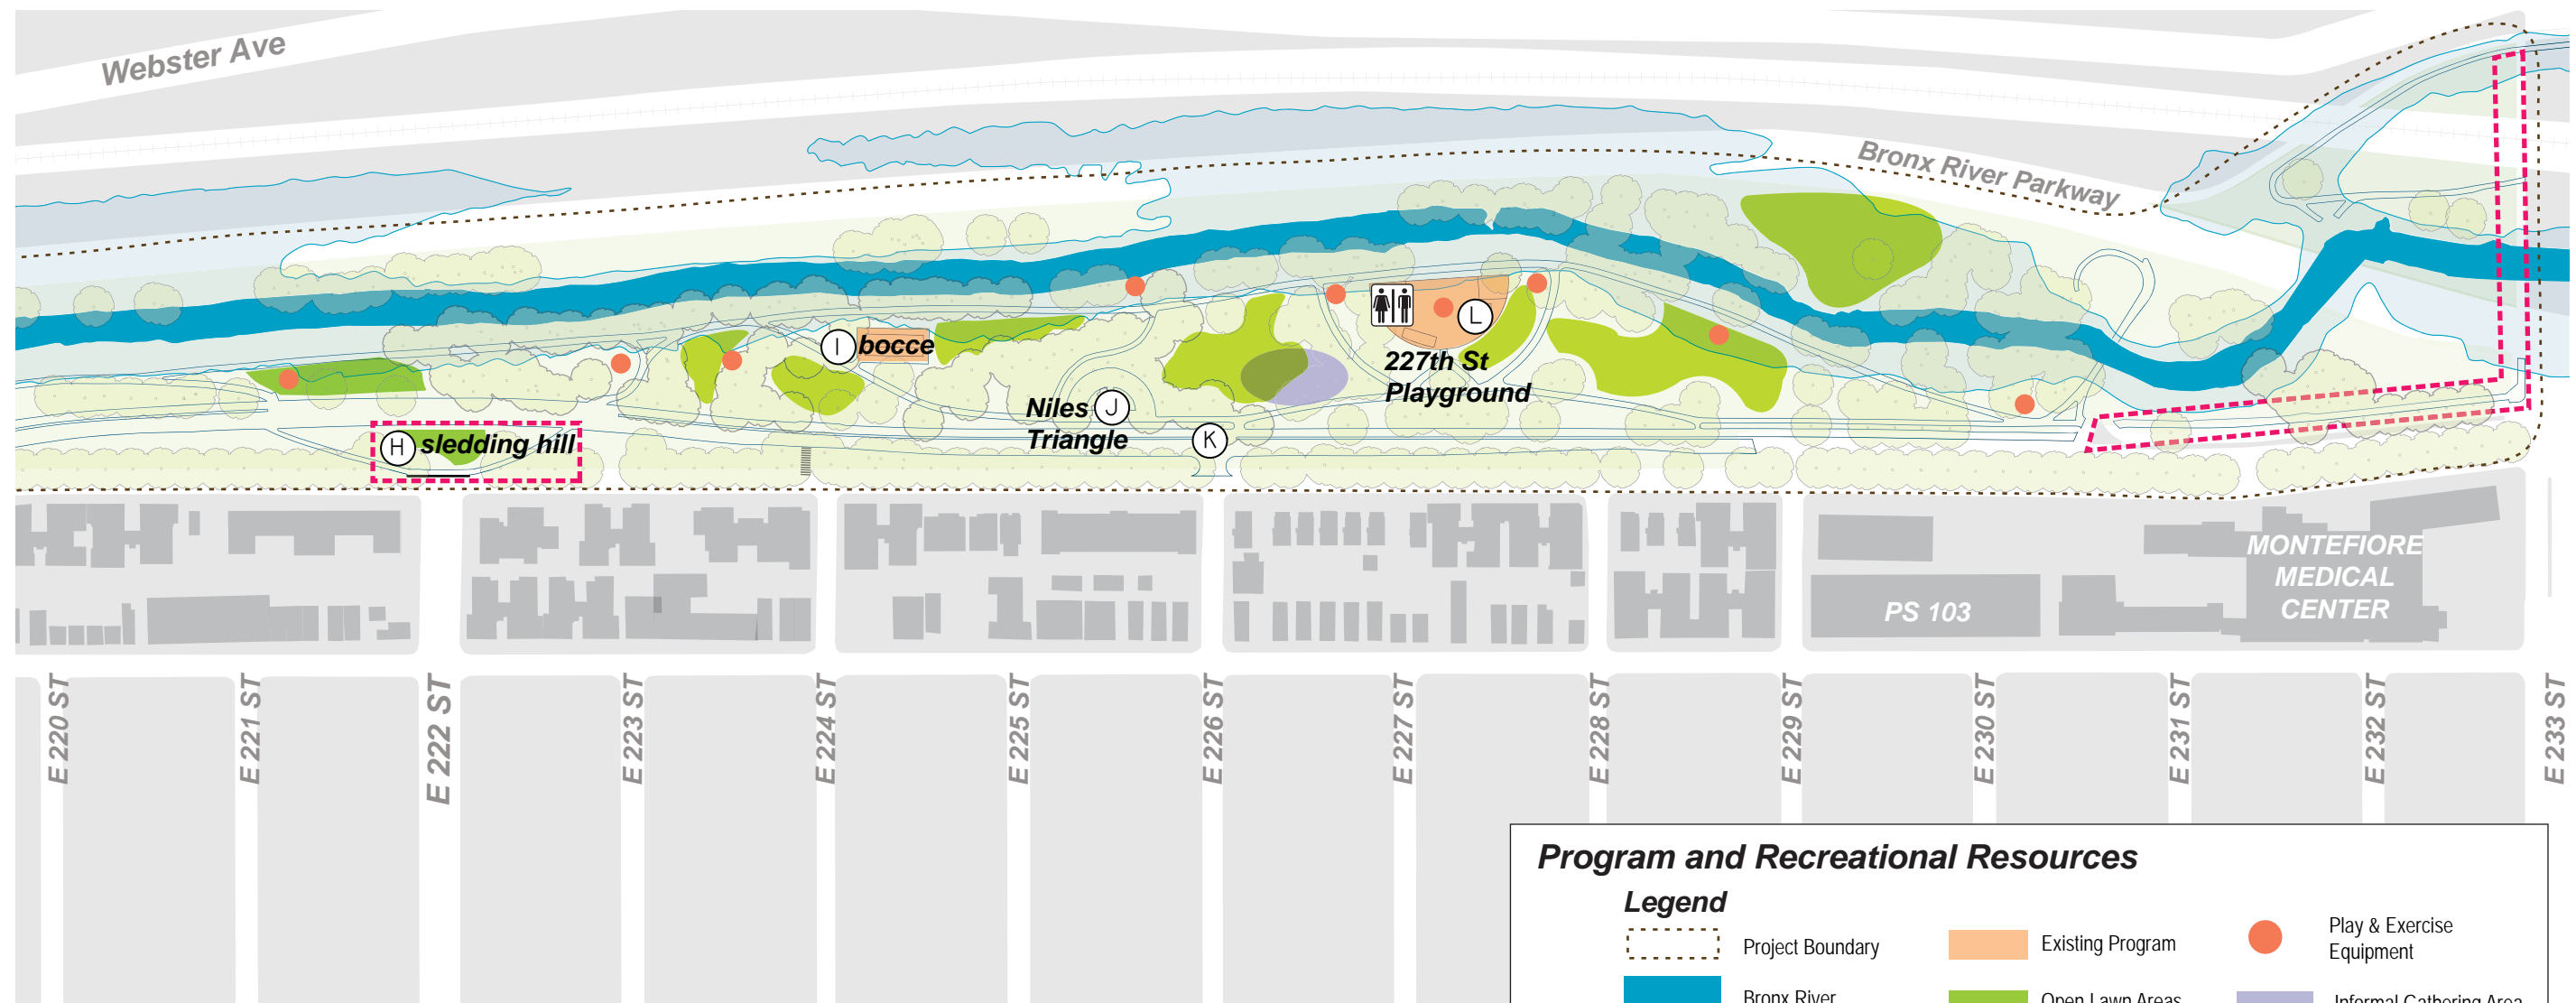 Webster Ave
Bronx River Parkway
I bocce
L
227th St
Playground
Niles J
Triangle
H sledding hill
K
MONTEFIORE
MEDICAL
CENTER
PS 103
E 220 ST
E 221 ST
E 222 ST
E 223 ST
E 224 ST
E 225 ST
E 226 ST
E 227 ST
E 228 ST
E 229 ST
E 230 ST
E 231 ST
E 232 ST
E 233 ST
Program and Recreational Resources
Legend
Project Boundary
Existing Program
Play & Exercise
Equipment
Bronx River
Open Lawn Areas
Informal Gathering Area